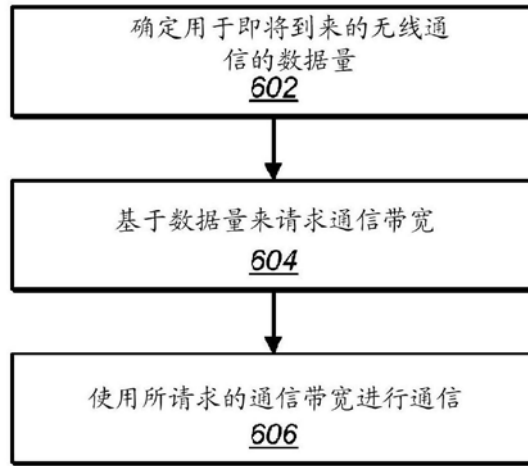 确定用于即将到来的无线通
信的数据量
602
基于数据量来请求通信带宽
604
使用所请求的通信带宽进行通信
606